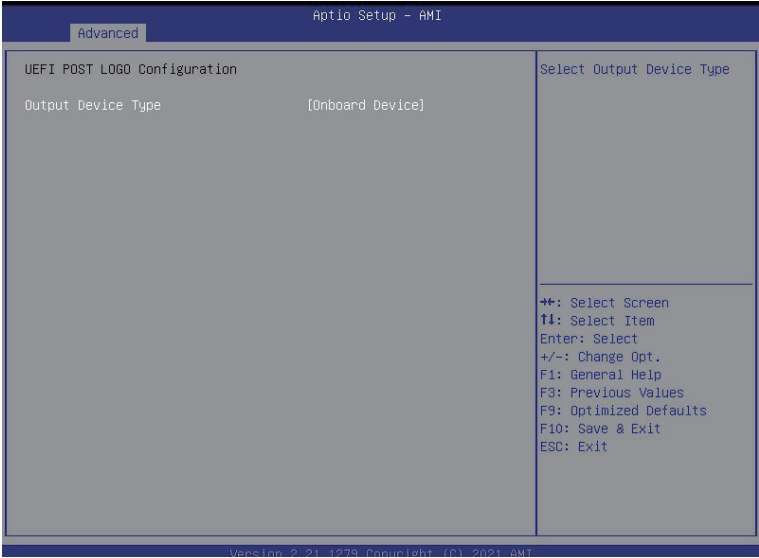 Aptio Setup - AMI
Advanced
UEFI POST LOGO Configuration
Output Device Type [Onboard Device]
Select Output Device Type
→←: Select Screen
↑↓: Select Item
Enter: Select
+/-: Change Opt.
F1: General Help
F3: Previous Values
F9: Optimized Defaults
F10: Save & Exit
ESC: Exit
Version 2.21.1279 Copyright (C) 2021 AMI